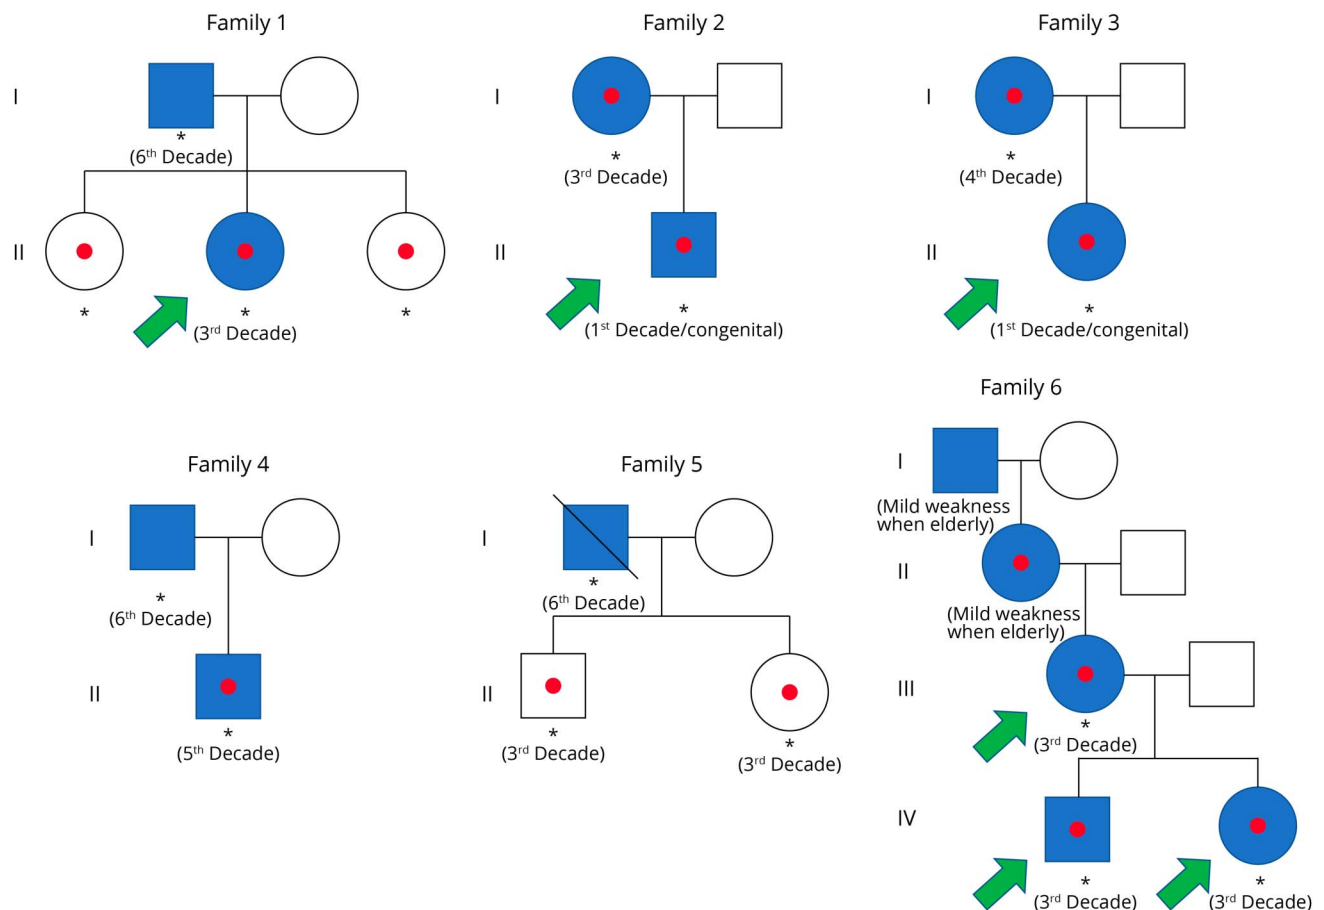 Family 1
I
*
(6th Decade)
II
*
*
(3rd Decade)
*
Family 2
I
*
(3rd Decade)
II
*
(1st Decade/congenital)
Family 3
I
*
(4th Decade)
II
*
(1st Decade/congenital)
Family 4
I
*
(6th Decade)
II
*
(5th Decade)
Family 5
I
*
(6th Decade)
II
*
(3rd Decade)
*
(3rd Decade)
Family 6
I
(Mild weakness
when elderly)
II
(Mild weakness
when elderly)
III
*
(3rd Decade)
IV
*
(3rd Decade)
*
(3rd Decade)